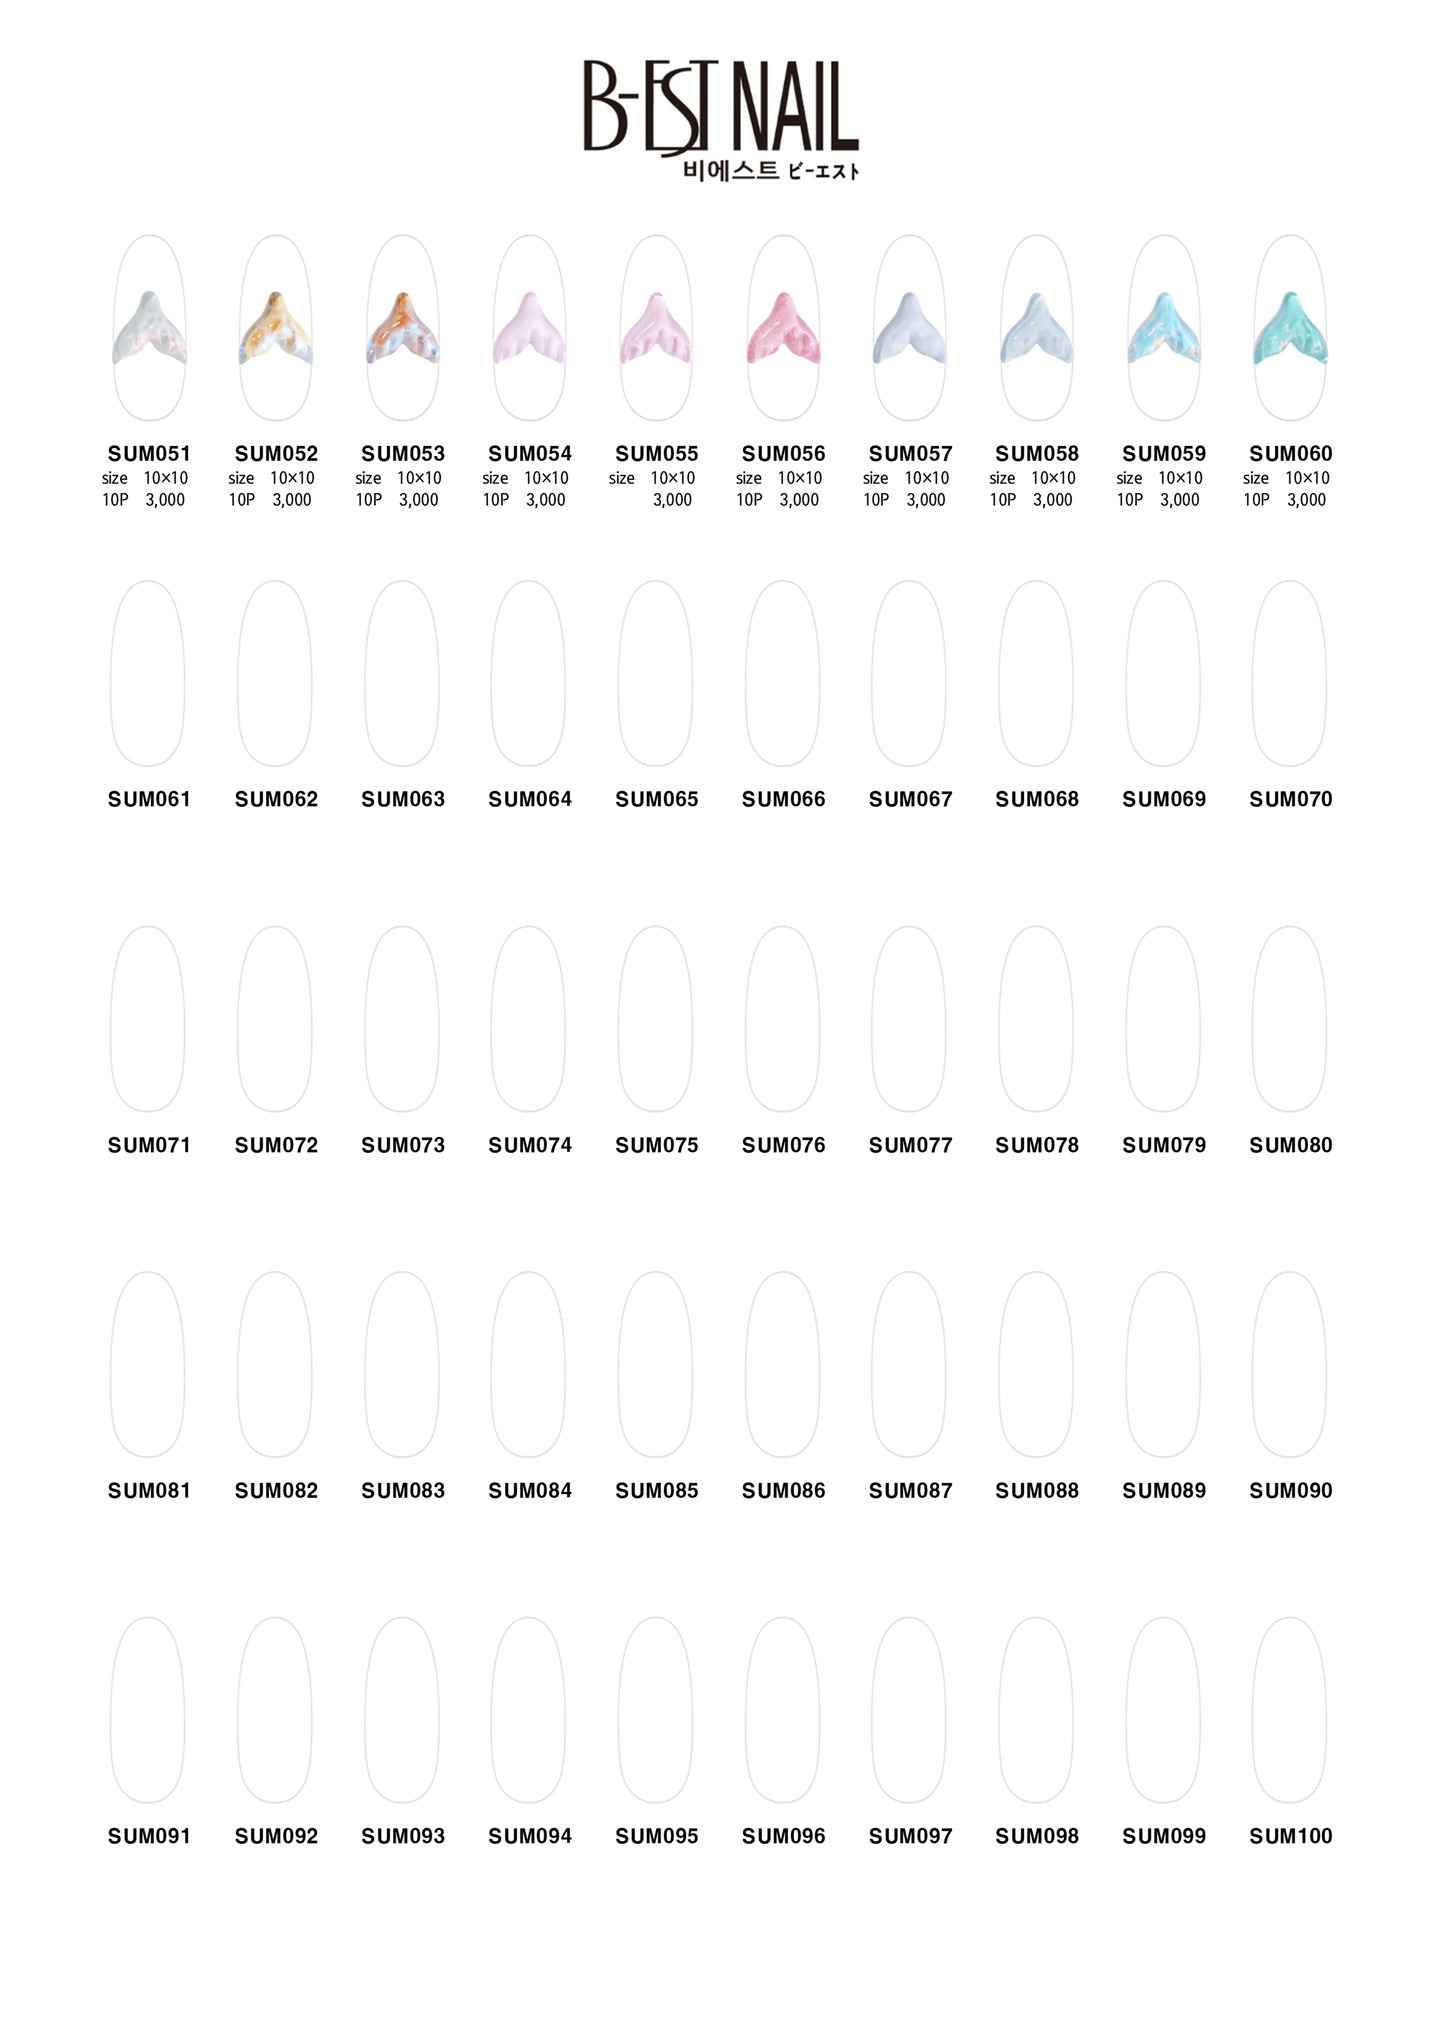 B-EST NAIL
비에스트 ビーエスト
SUM051 SUM052 SUM053 SUM054 SUM055 SUM056 SUM057 SUM058 SUM059 SUM060
size 10×10 size 10×10 size 10×10 size 10×10 size 10×10 size 10×10 size 10×10 size 10×10 size 10×10 size 10×10
10P 3,000 10P 3,000 10P 3,000 10P 3,000 3,000 10P 3,000 10P 3,000 10P 3,000 10P 3,000 10P 3,000
SUM061 SUM062 SUM063 SUM064 SUM065 SUM066 SUM067 SUM068 SUM069 SUM070
SUM071 SUM072 SUM073 SUM074 SUM075 SUM076 SUM077 SUM078 SUM079 SUM080
SUM081 SUM082 SUM083 SUM084 SUM085 SUM086 SUM087 SUM088 SUM089 SUM090
SUM091 SUM092 SUM093 SUM094 SUM095 SUM096 SUM097 SUM098 SUM099 SUM100